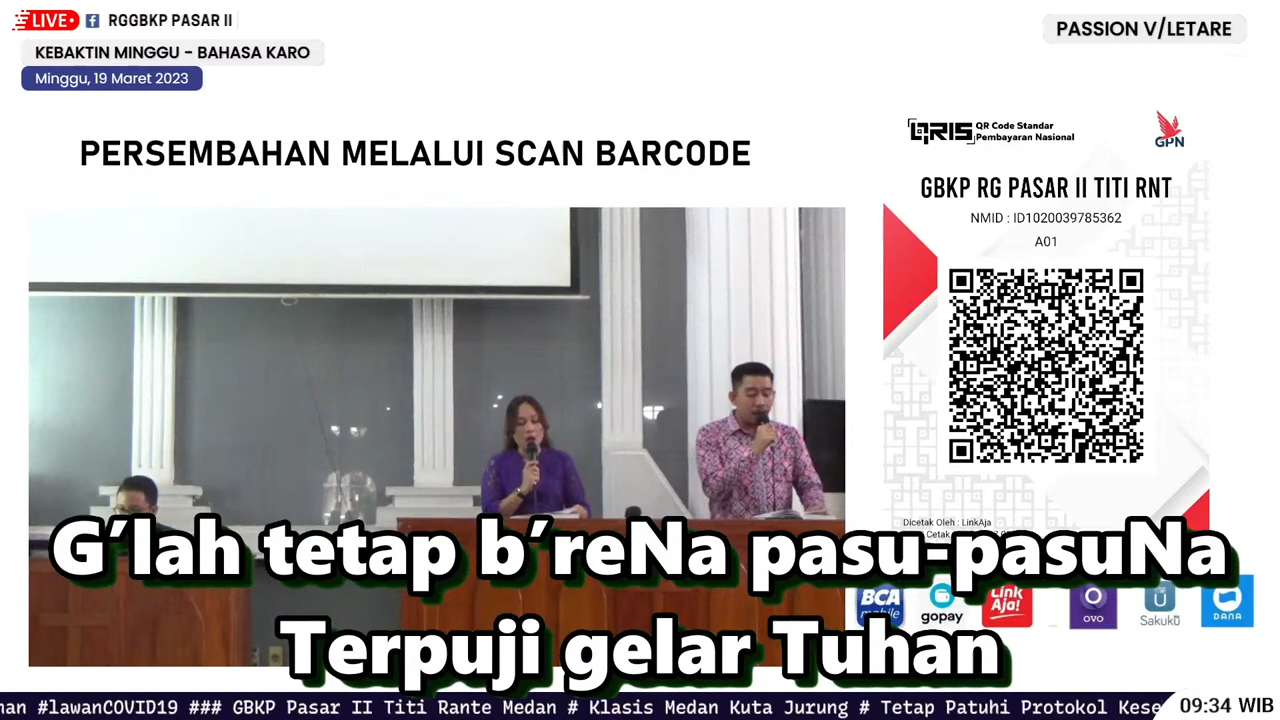 LIVE
RGGBKP PASAR II
KEBAKTIN MINGGU - BAHASA KARO
Minggu, 19 Maret 2023
PASSION V/LETARE
PERSEMBAHAN MELALUI SCAN BARCODE
QRIS QR Code Standar
Pembayaran Nasional
GPN
GBKP RG PASAR II TITI RNT
NMID : ID1020039785362
A01
Dicetak Oleh : LinkAja
Cetak
G'lah tetap b'reNa pasu-pasuNa
Terpuji gelar Tuhan
BCA
mobile
gopay
Link
Aja!
OVO
Sakuku
DANA
#lawanCOVID19 ### GBKP Pasar II Titi Rante Medan # Klasis Medan Kuta Jurung # Tetap Patuhi Protokol Kese
09:34 WIB